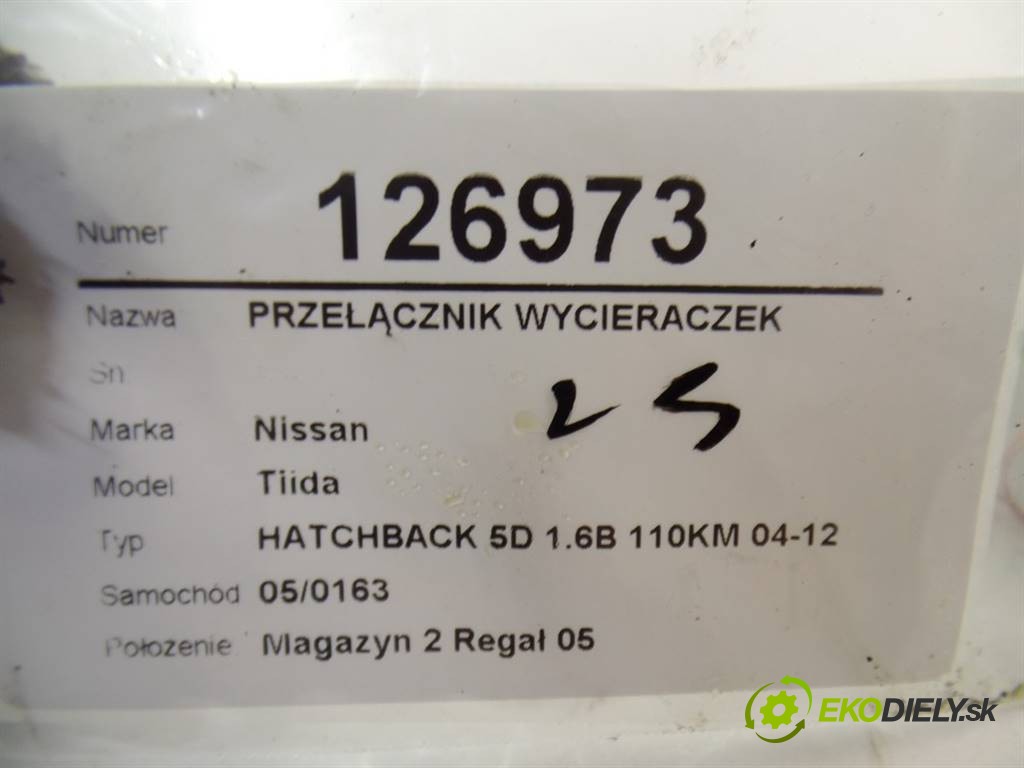 Numer 126973
Nazwa PRZEŁĄCZNIK WYCIERACZEK
Sn
Marka Nissan
Model Tiida
Typ HATCHBACK 5D 1.6B 110KM 04-12
Samochód 05/0163
Położenie Magazyn 2 Regał 05
EKODIELY.sk